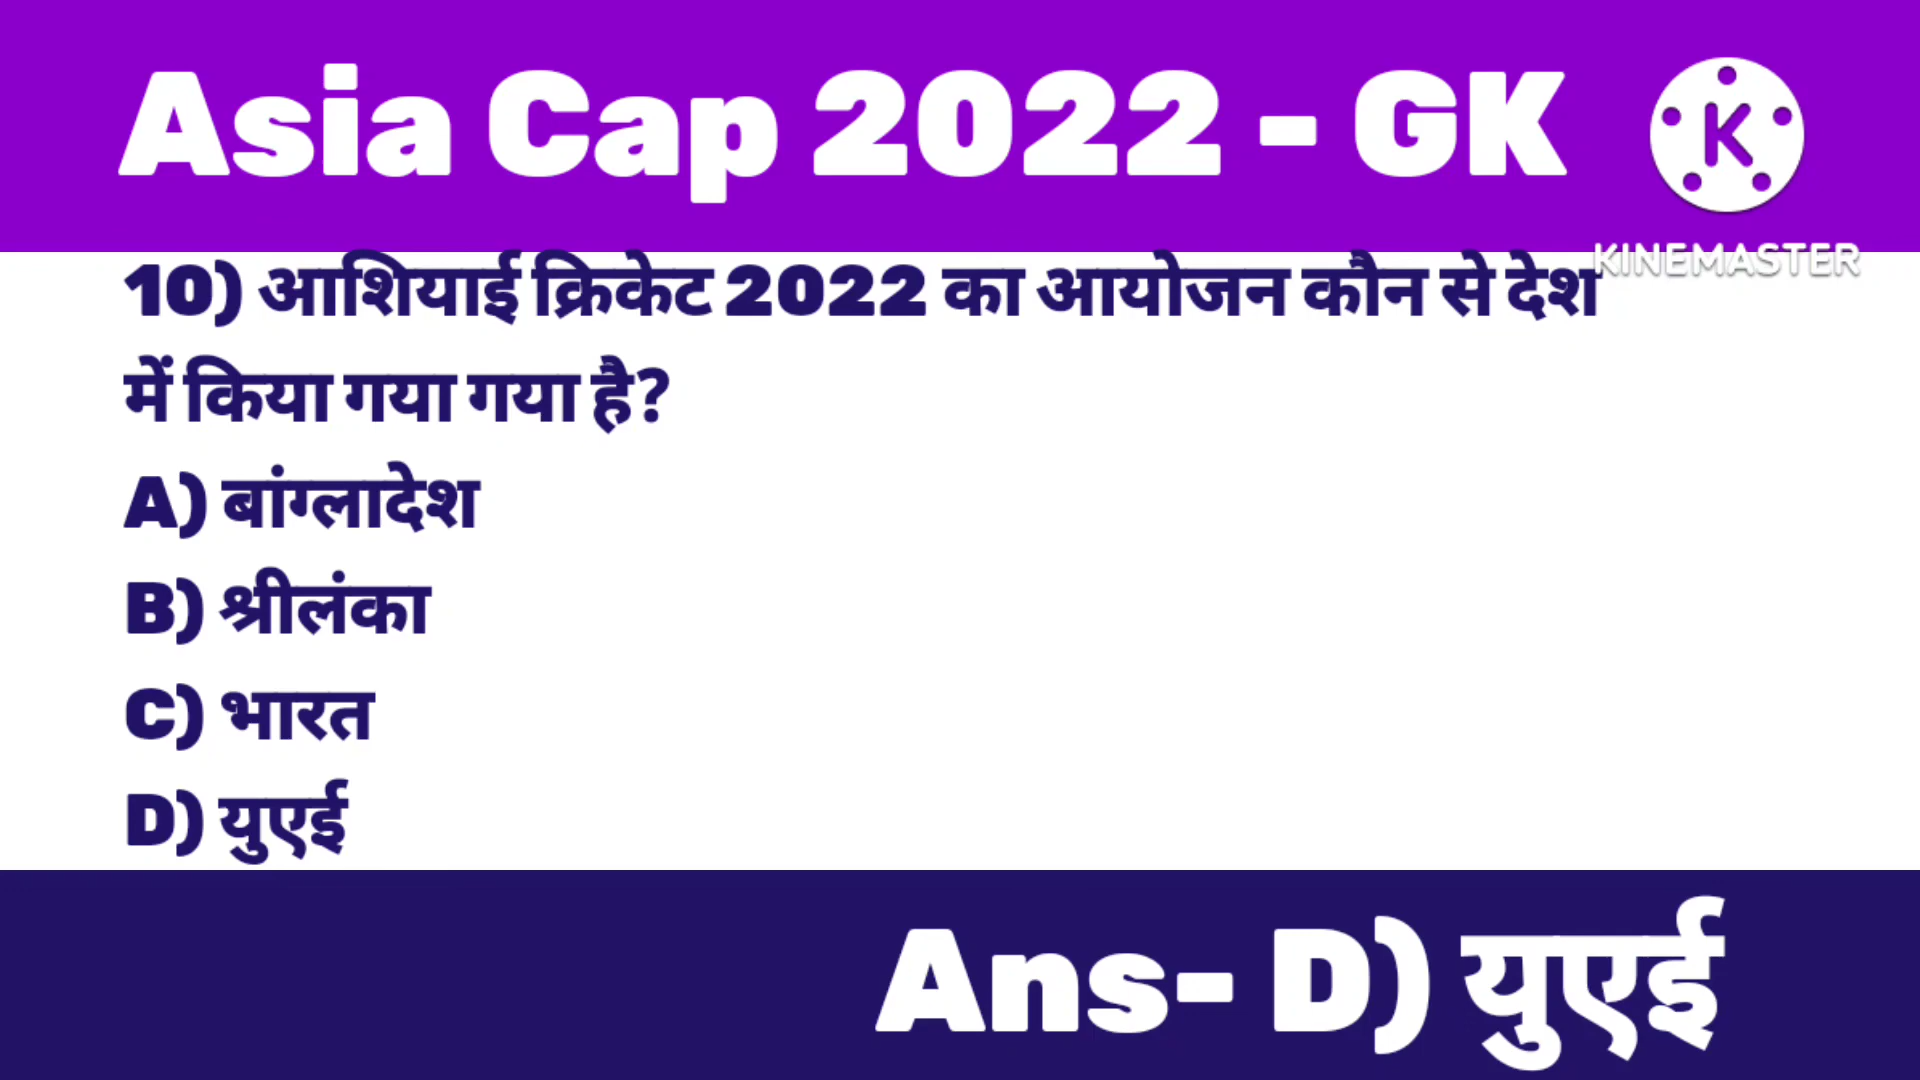 Asia Cap 2022 - GK
K
KINEMASTER
10) आशियाई क्रिकेट 2022 का आयोजन कौन से देश
में किया गया गया है?
A) बांग्लादेश
B) श्रीलंका
C) भारत
D) युएई
Ans- D) युएई